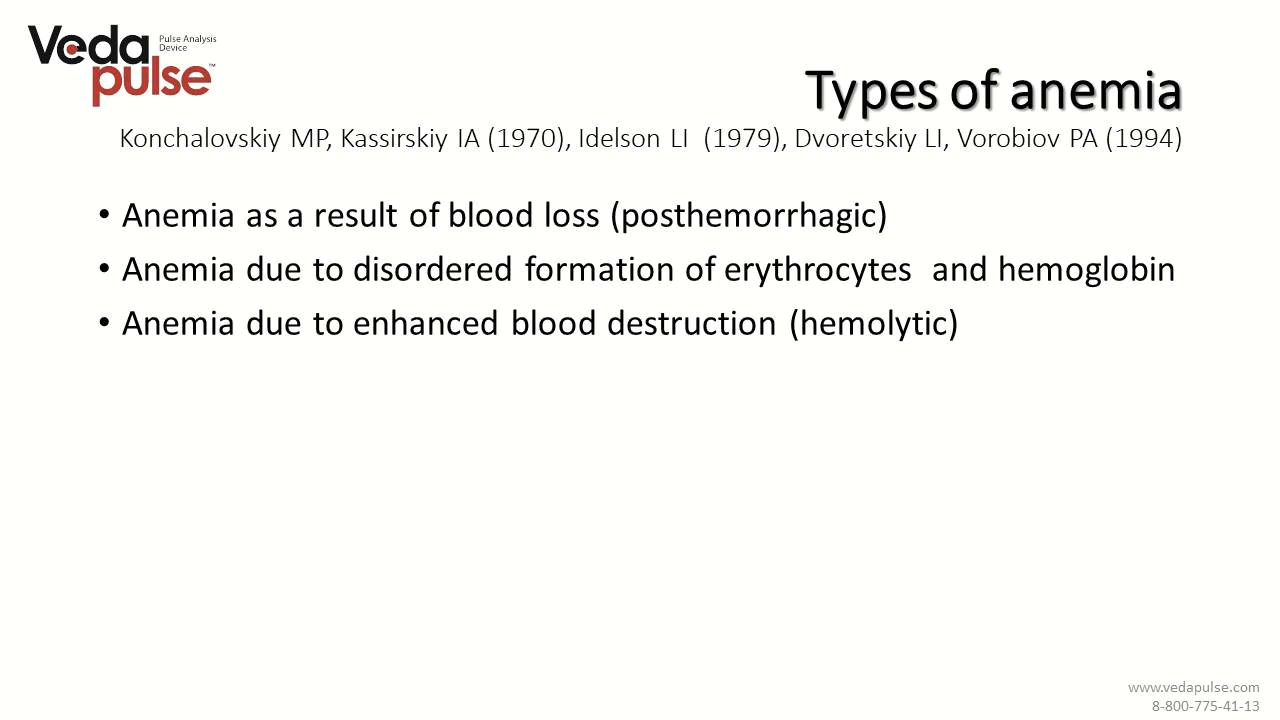 Veda
pulse™
Pulse Analysis
Device
Types of anemia
Konchalovskiy MP, Kassirskiy IA (1970), Idelson LI (1979), Dvoretskiy LI, Vorobiov PA (1994)
• Anemia as a result of blood loss (posthemorrhagic)
• Anemia due to disordered formation of erythrocytes and hemoglobin
• Anemia due to enhanced blood destruction (hemolytic)
www.vedapulse.com
8-800-775-41-13